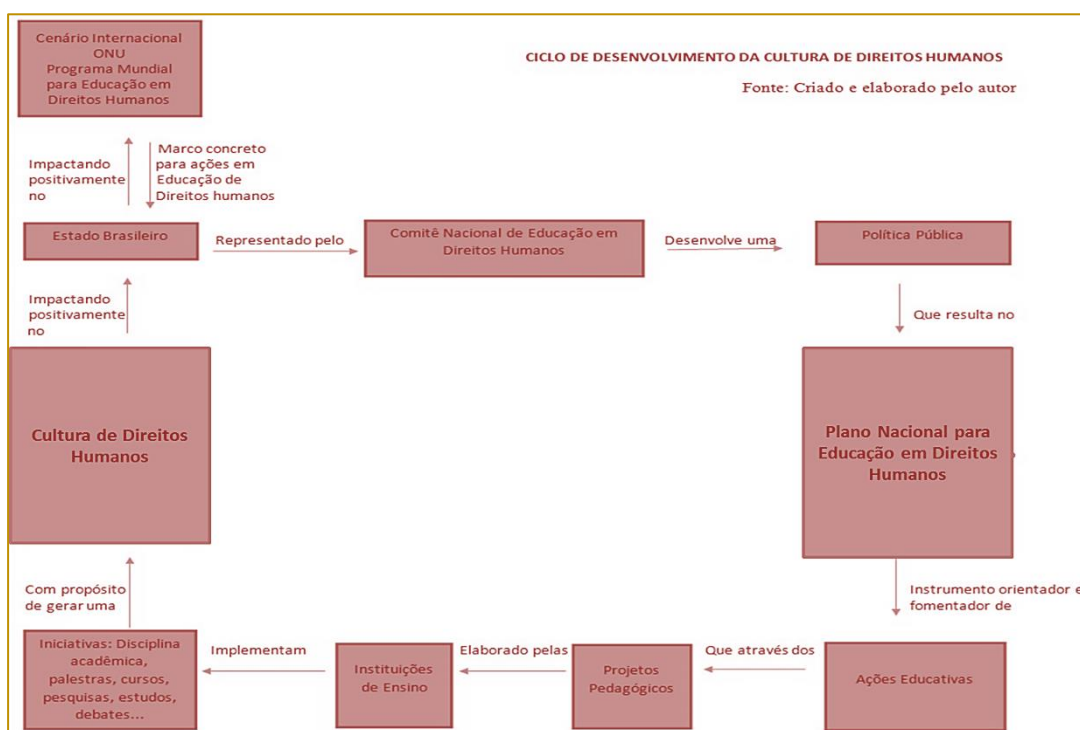 Cenário Internacional
ONU
Programa Mundial
para Educação em
Direitos Humanos
CICLO DE DESENVOLVIMENTO DA CULTURA DE DIREITOS HUMANOS
Fonte: Criado e elaborado pelo autor
Impactando
positivamente
no
Marco concreto
para ações em
Educação de
Direitos humanos
Estado Brasileiro
Representado pelo
Comitê Nacional de Educação em
Direitos Humanos
Desenvolve uma
Política Pública
Impactando
positivamente
no
Que resulta no
Cultura de Direitos
Humanos
Plano Nacional para
Educação em Direitos
Humanos
Com propósito
de gerar uma
Instrumento orientador e
fomentador de
Iniciativas: Disciplina
acadêmica,
palestras, cursos,
pesquisas, estudos,
debates...
Implementam
Instituições
de Ensino
Elaborado pelas
Projetos
Pedagógicos
Que através dos
Ações Educativas